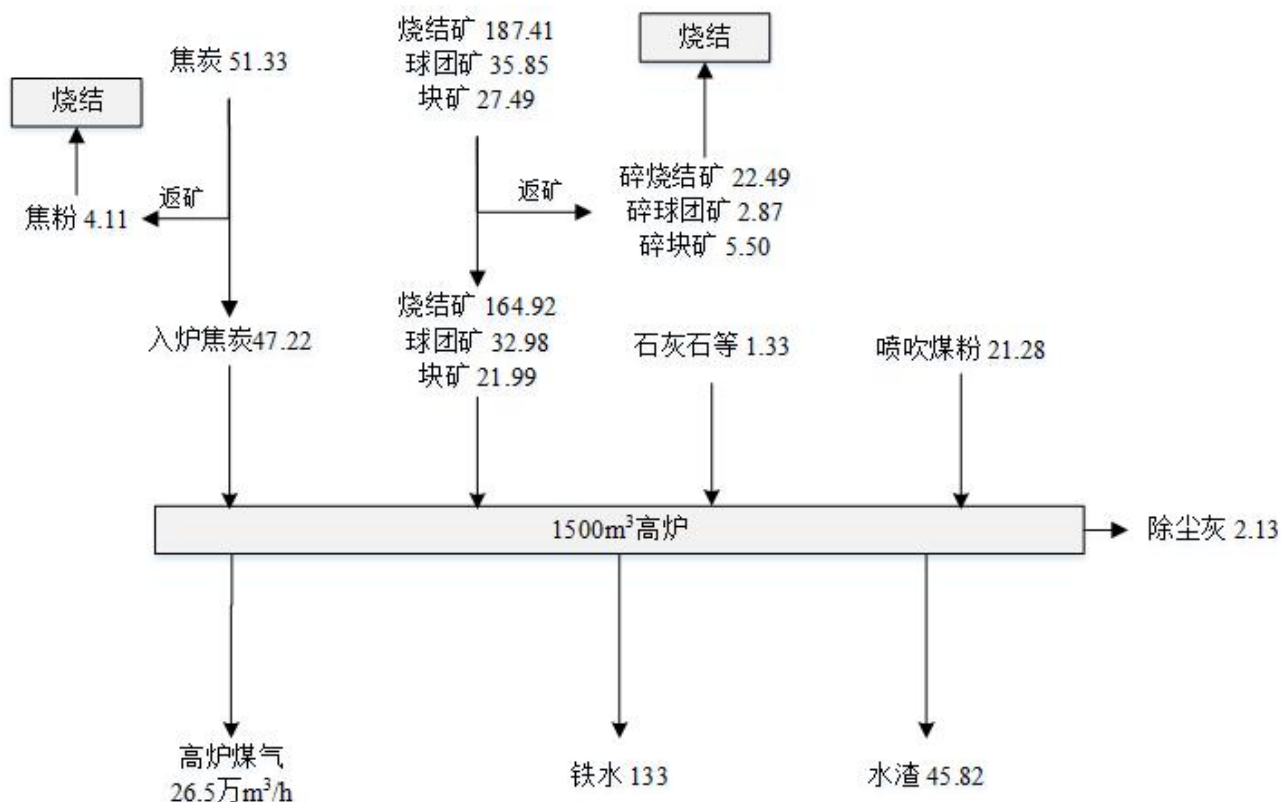 烧结矿 187.41
球团矿 35.85
块矿 27.49
烧结
焦炭 51.33
烧结
返矿
焦粉 4.11
返矿
碎烧结矿 22.49
碎球团矿 2.87
碎块矿 5.50
入炉焦炭47.22
烧结矿 164.92
球团矿 32.98
块矿 21.99
石灰石等 1.33
喷吹煤粉 21.28
1500m³高炉
除尘灰 2.13
高炉煤气
26.5万m³/h
铁水 133
水渣 45.82